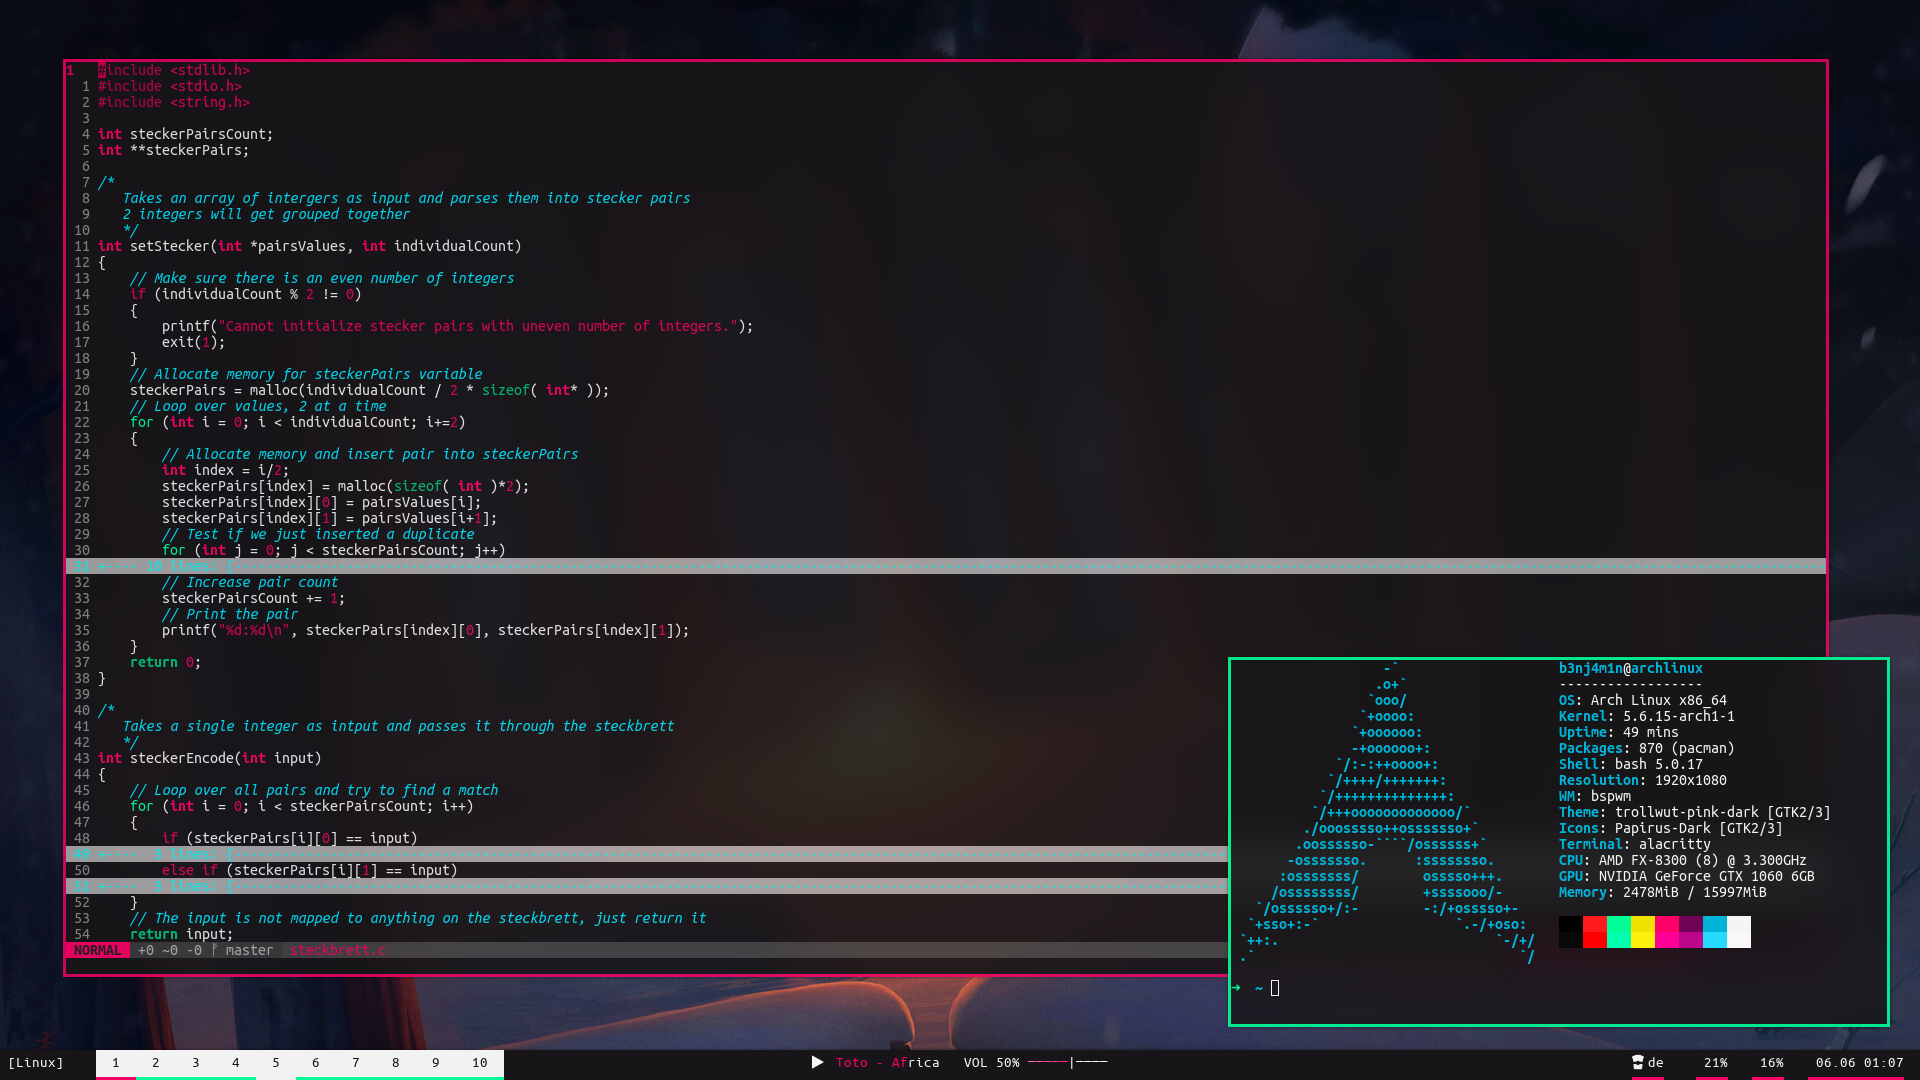 1   #include <stdlib.h>
  1 #include <stdio.h>
  2 #include <string.h>
  3
  4 int steckerPairsCount;
  5 int **steckerPairs;
  6
  7 /*
  8    Takes an array of intergers as input and parses them into stecker pairs
  9    2 integers will get grouped together
 10    */
 11 int setStecker(int *pairsValues, int individualCount)
 12 {
 13     // Make sure there is an even number of integers
 14     if (individualCount % 2 != 0)
 15     {
 16         printf("Cannot initialize stecker pairs with uneven number of integers.");
 17         exit(1);
 18     }
 19     // Allocate memory for steckerPairs variable
 20     steckerPairs = malloc(individualCount / 2 * sizeof( int* ));
 21     // Loop over values, 2 at a time
 22     for (int i = 0; i < individualCount; i+=2)
 23     {
 24         // Allocate memory and insert pair into steckerPairs
 25         int index = i/2;
 26         steckerPairs[index] = malloc(sizeof( int )*2);
 27         steckerPairs[index][0] = pairsValues[i];
 28         steckerPairs[index][1] = pairsValues[i+1];
 29         // Test if we just inserted a duplicate
 30         for (int j = 0; j < steckerPairsCount; j++)
 31 +---- 10 lines: {
 32         // Increase pair count
 33         steckerPairsCount += 1;
 34         // Print the pair
 35         printf("%d:%d\n", steckerPairs[index][0], steckerPairs[index][1]);
 36     }
 37     return 0;
 38 }
 39
 40 /*
 41    Takes a single integer as intput and passes it through the steckbrett
 42    */
 43 int steckerEncode(int input)
 44 {
 45     // Loop over all pairs and try to find a match
 46     for (int i = 0; i < steckerPairsCount; i++)
 47     {
 48         if (steckerPairs[i][0] == input)
 49 +----  3 lines: {
 50         else if (steckerPairs[i][1] == input)
 51 +----  3 lines: {
 52     }
 53     // The input is not mapped to anything on the steckbrett, just return it
 54     return input;
NORMAL +0 ~0 -0 master steckbrett.c
b3nj4m1n@archlinux
------------------
OS: Arch Linux x86_64
Kernel: 5.6.15-arch1-1
Uptime: 49 mins
Packages: 870 (pacman)
Shell: bash 5.0.17
Resolution: 1920x1080
WM: bspwm
Theme: trollwut-pink-dark [GTK2/3]
Icons: Papirus-Dark [GTK2/3]
Terminal: alacritty
CPU: AMD FX-8300 (8) @ 3.300GHz
GPU: NVIDIA GeForce GTX 1060 6GB
Memory: 2478MiB / 15997MiB
➜ ~
[Linux] 1 2 3 4 5 6 7 8 9 10 Toto - Africa VOL 50% ─────|──── de 21% 16% 06.06 01:07